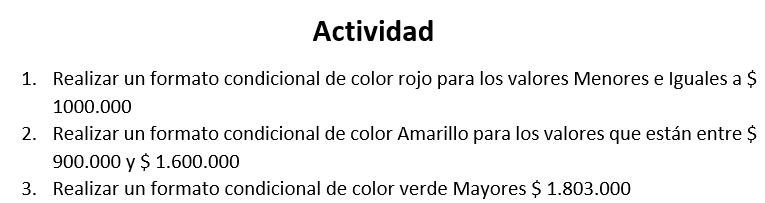 Actividad
1. Realizar un formato condicional de color rojo para los valores Menores e Iguales a $
1000.000
2. Realizar un formato condicional de color Amarillo para los valores que están entre $
900.000 y $ 1.600.000
3. Realizar un formato condicional de color verde Mayores $ 1.803.000